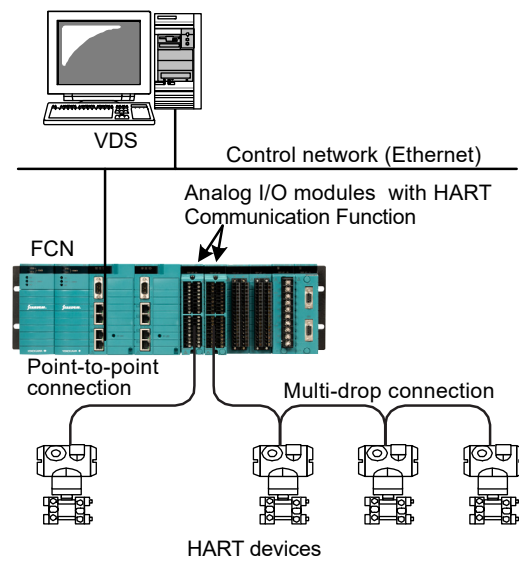 VDS
Control network (Ethernet)
Analog I/O modules with HART
Communication Function
FCN
Point-to-point
connection
Multi-drop connection
HART devices